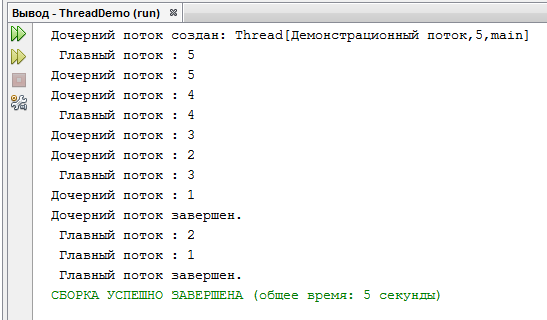 Вывод - ThreadDemo (run)
Дочерний поток создан: Thread[Демонстрационный поток,5,main]
Главный поток : 5
Дочерний поток : 5
Дочерний поток : 4
Главный поток : 4
Дочерний поток : 3
Дочерний поток : 2
Главный поток : 3
Дочерний поток : 1
Дочерний поток завершен.
Главный поток : 2
Главный поток : 1
Главный поток завершен.
СБОРКА УСПЕШНО ЗАВЕРШЕНА (общее время: 5 секунды)